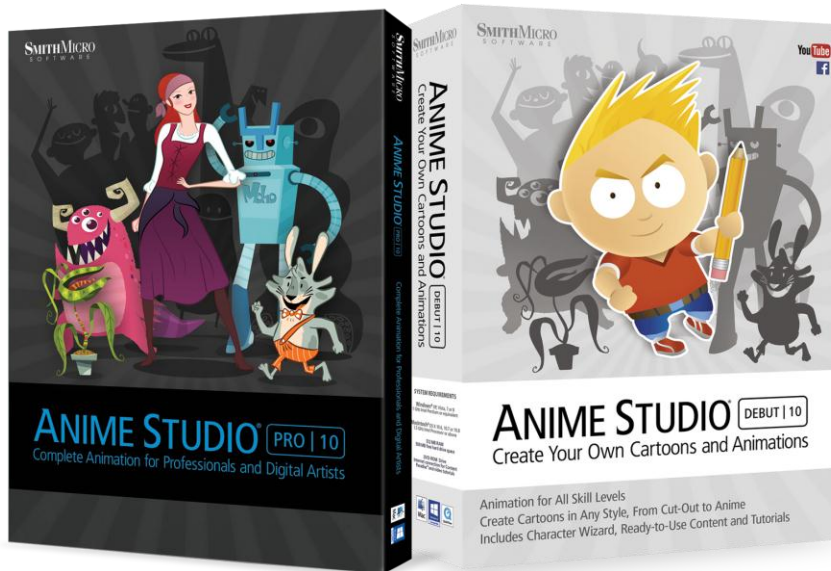 SMITHMICRO
SOFTWARE
ANIME STUDIO® PRO | 10
Complete Animation for Professionals and Digital Artists
SMITHMICRO
SOFTWARE
ANIME STUDIO PRO | 10
Complete Animation for Professionals and Digital Artists
SMITHMICRO
SOFTWARE
ANIME STUDIO® DEBUT | 10
Create Your Own Cartoons and Animations
SYSTEM REQUIREMENTS
SMITHMICRO
SOFTWARE
YouTube
ANIME STUDIO® DEBUT | 10
Create Your Own Cartoons and Animations
Animation for All Skill Levels
Create Cartoons in Any Style, From Cut-Out to Anime
Includes Character Wizard, Ready-to-Use Content and Tutorials